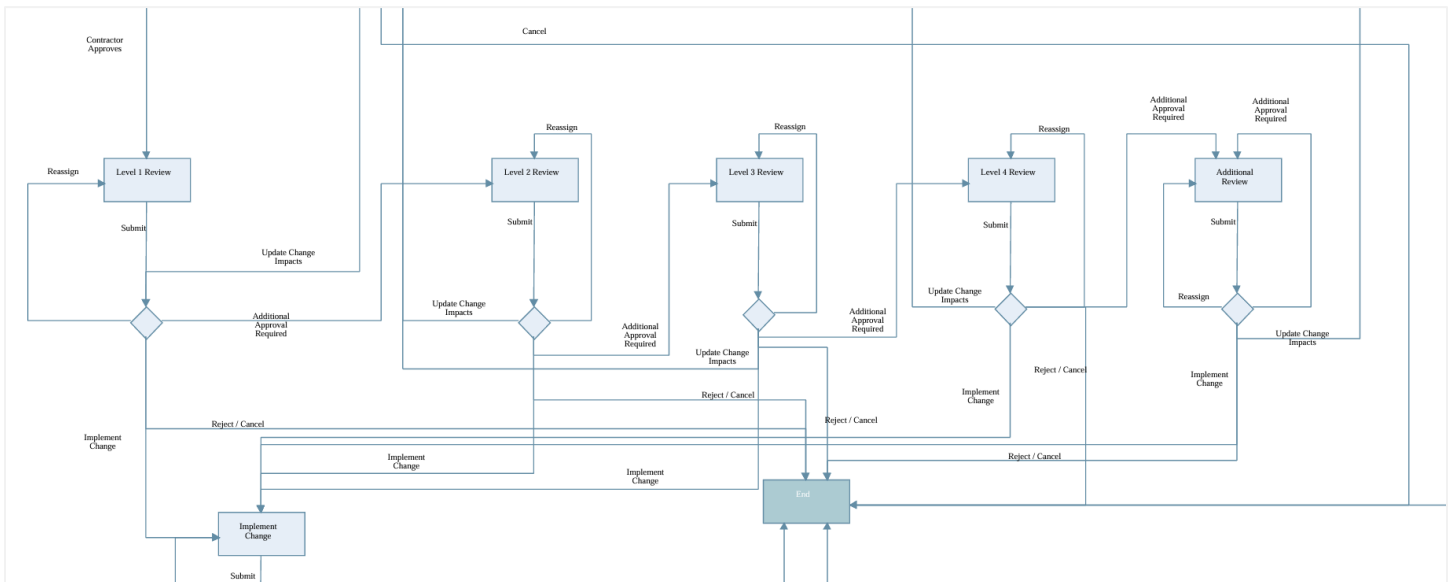 Cancel
Contractor
Approves
Additional
Approval
Required
Additional
Approval
Required
Reassign
Reassign
Reassign
Reassign
Level 1 Review
Level 2 Review
Level 3 Review
Level 4 Review
Additional
Review
Submit
Submit
Submit
Submit
Submit
Update Change
Impacts
Update Change
Impacts
Update Change
Impacts
Reassign
Additional
Approval
Required
Additional
Approval
Required
Additional
Approval
Required
Update Change
Impacts
Update Change
Impacts
Reject / Cancel
Implement
Change
Implement
Change
Reject / Cancel
Reject / Cancel
Reject / Cancel
Implement
Change
Implement
Change
Reject / Cancel
Implement
Change
End
Implement
Change
Submit